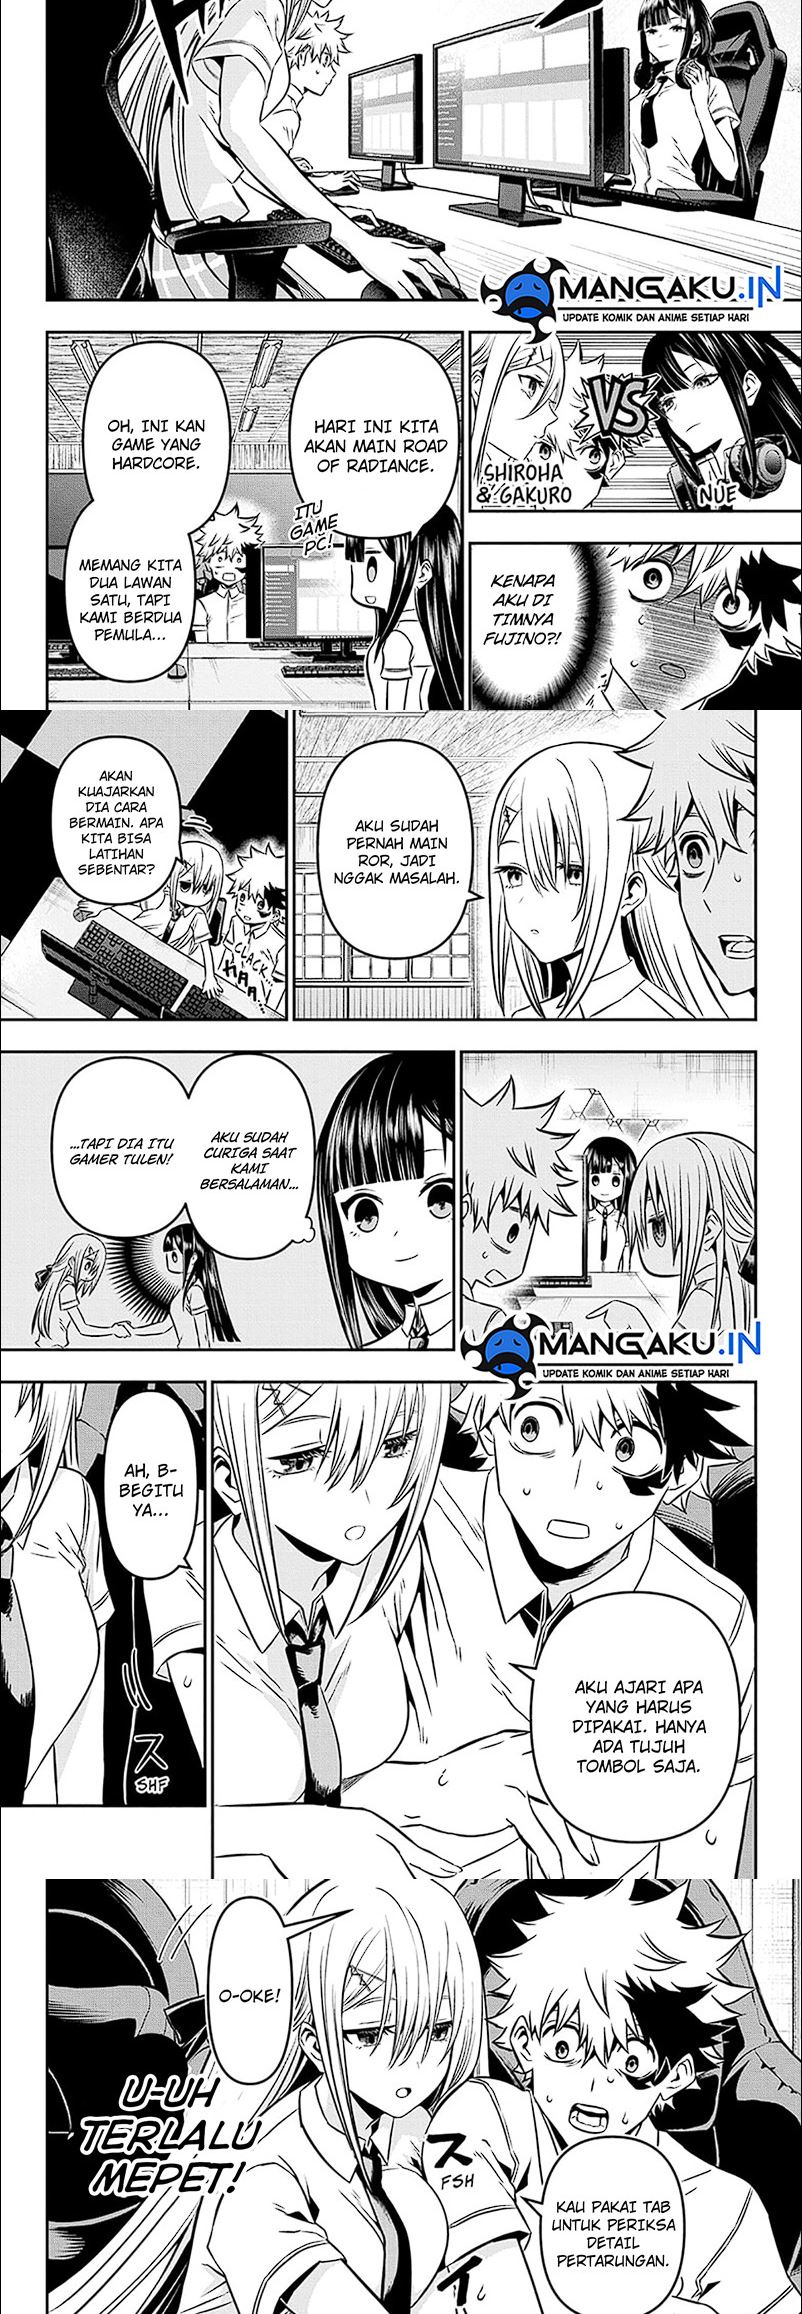 MANGAKU.IN
UPDATE KOMIK DAN ANIME SETIAP HARI
VS
SHIROHA
& GAKURO
NUE
HARI INI KITA
AKAN MAIN ROAD
OF RADIANCE.
ITU
GAME
PC!
OH, INI KAN
GAME YANG
HARDCORE.
MEMANG KITA
DUA LAWAN
SATU, TAPI
KAMI BERDUA
PEMULA...
KENAPA
AKU DI
TIMNYA
FUJINO?!
AKU SUDAH
PERNAH MAIN
ROR, JADI
NGGAK MASALAH.
AKAN
KUAJARKAN
DIA CARA
BERMAIN. APA
KITA BISA
LATIHAN
SEBENTAR?
CLACK
AKU SUDAH
CURIGA SAAT
KAMI
BERSALAMAN...
...TAPI DIA ITU
GAMER TULEN!
MANGAKU.IN
UPDATE KOMIK DAN ANIME SETIAP HARI
AKU AJARI APA
YANG HARUS
DIPAKAI. HANYA
ADA TUJUH
TOMBOL SAJA.
AH, B-
BEGITU
YA...
ス
SHF
O-OKE!
U-UH
TERLALU
MEPET!
ス
FSH
イ
KAU PAKAI TAB
UNTUK PERIKSA
DETAIL
PERTARUNGAN.